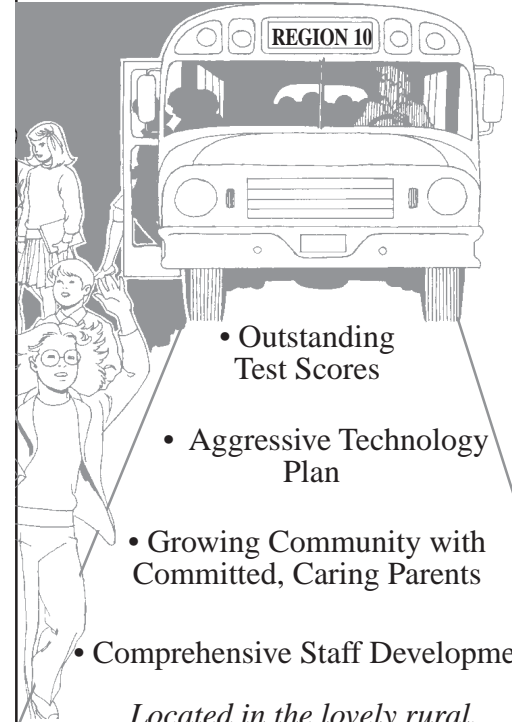 REGION 10
• Outstanding
Test Scores
• Aggressive Technology
Plan
• Growing Community with
Committed, Caring Parents
• Comprehensive Staff Developme
Located in the lovely rural,